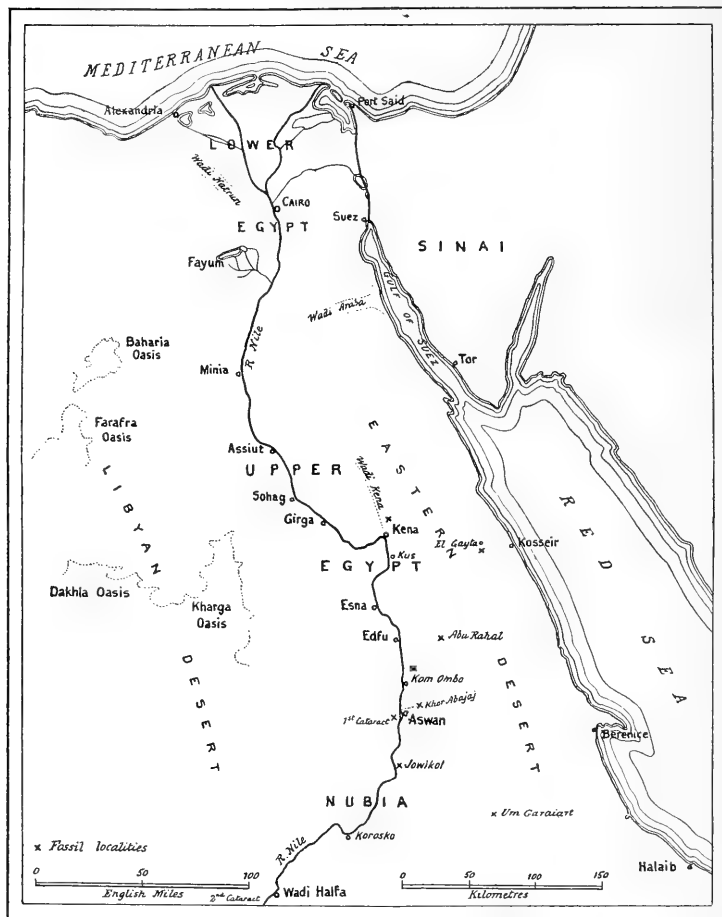 MEDITERRANEAN SEA
Alexandria
Port Said
LOWER
Wadi Natrun
CAIRO
EGYPT
Suez
SINAI
Fayum
GULF OF SUEZ
Wadi Araba
R. Nile
Baharia
Oasis
Minia
Tor
Farafra
Oasis
EASTERN
Assiut
UPPER
LIBYAN
Wadi Kena
Sohag
Girga
Kena
RED
El Gayta
Kosseir
Kus
EGYPT
Dakhla Oasis
Kharga
Oasis
Esna
Edfu
Abu Rahal
SEA
DESERT
DESERT
Kom Ombo
Khor Abajaj
1st Cataract
Aswan
Berenice
Jowikol
NUBIA
Um Garaiart
Korosko
x Fossil localities
R. Nile
Halaib
0 50 100
English Miles
0 50 100 150
Kilometres
2nd Cataract
Wadi Halfa